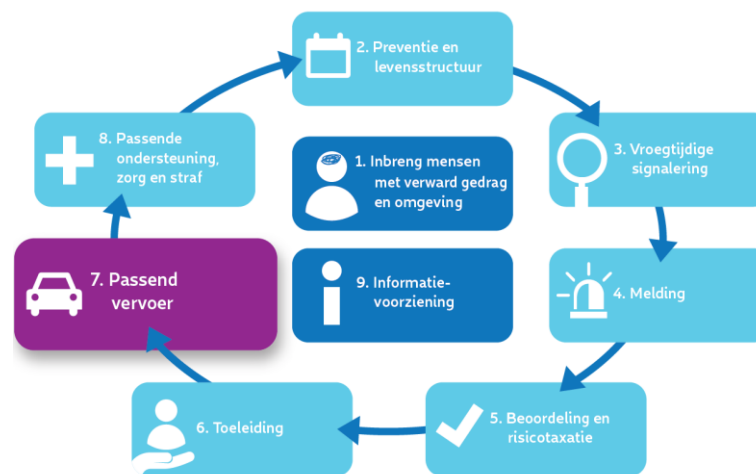 2. Preventie en
levensstructuur
8. Passende
ondersteuning,
zorg en straf
1. Inbreng mensen
met verward gedrag
en omgeving
3. Vroegtijdige
signalering
7. Passend
vervoer
9. Informatie-
voorziening
4. Melding
6. Toeleiding
5. Beoordeling en
risicotaxatie